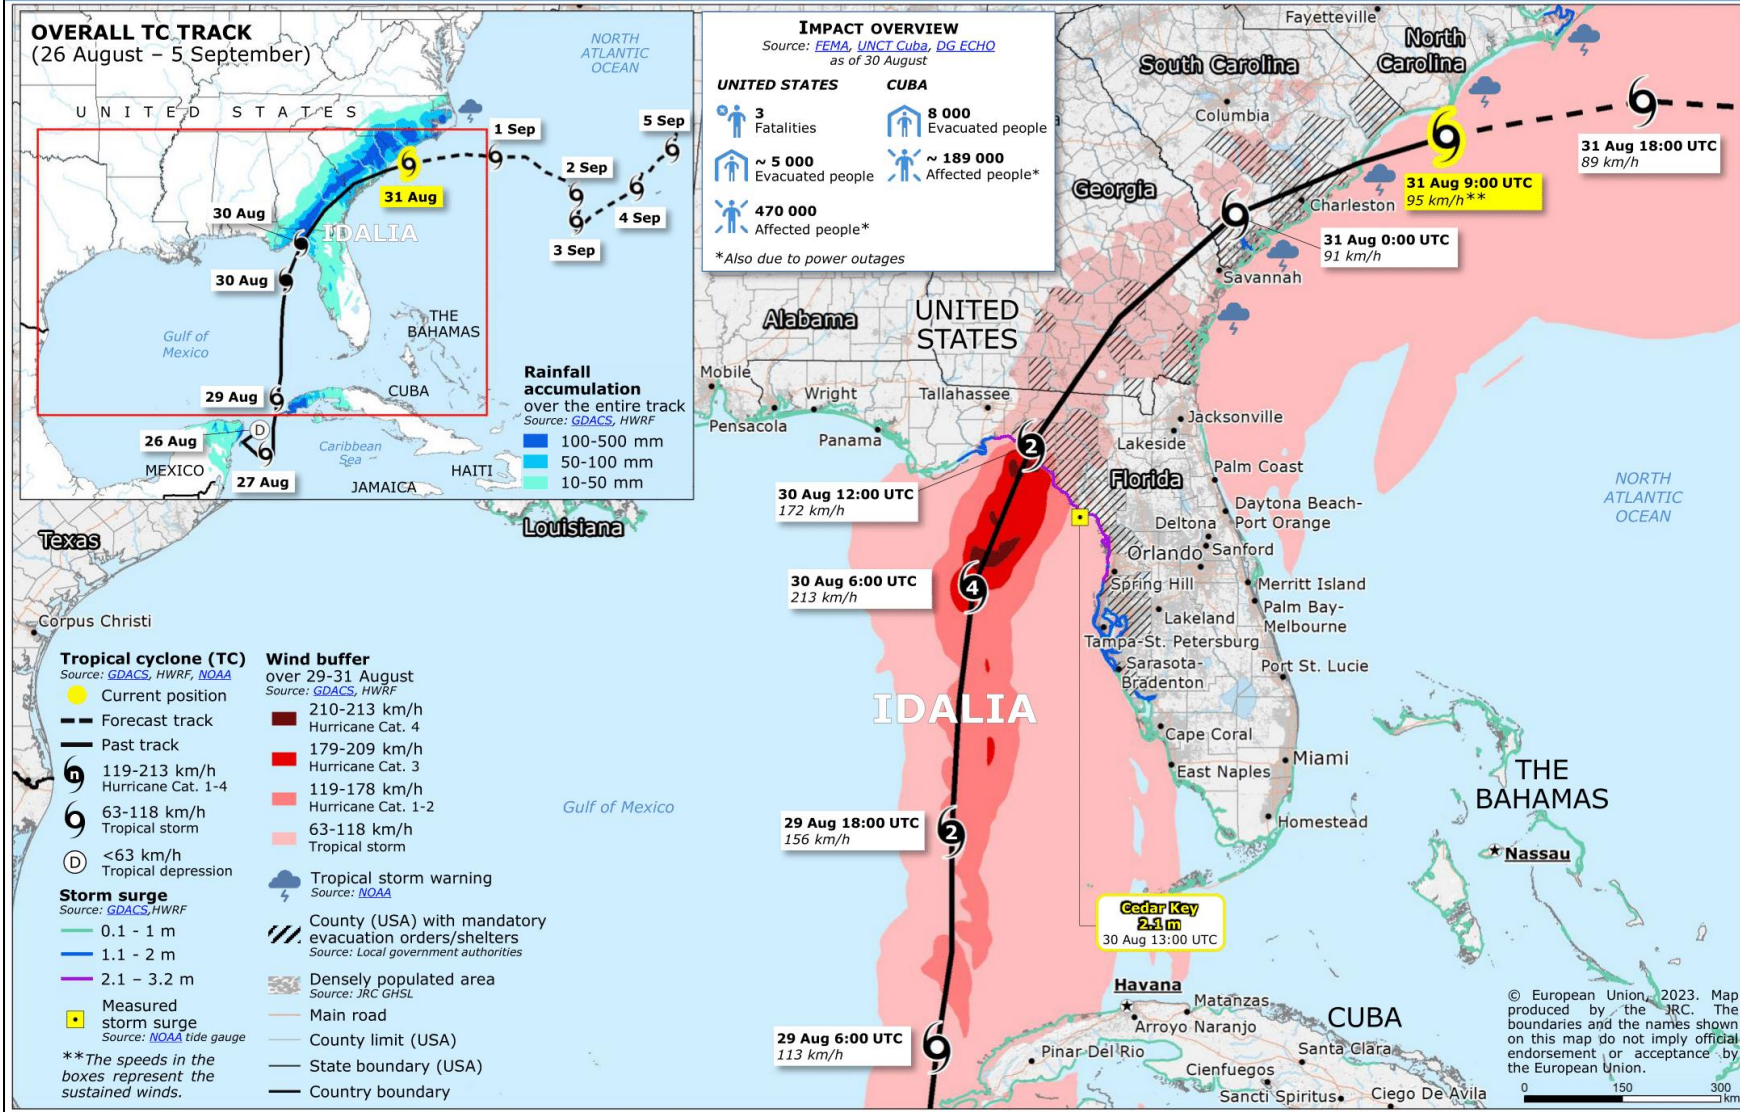 OVERALL TC TRACK
(26 August – 5 September)
NORTH
ATLANTIC
OCEAN
UNITED STATES
1 Sep
5 Sep
2 Sep
4 Sep
3 Sep
31 Aug
30 Aug
IDALIA
30 Aug
THE
BAHAMAS
Gulf of
Mexico
CUBA
29 Aug
D
26 Aug
Caribbean
Sea
MEXICO
27 Aug
HAITI
JAMAICA
Rainfall
accumulation
over the entire track
Source: GDACS, HWRF
100-500 mm
50-100 mm
10-50 mm
IMPACT OVERVIEW
Source: FEMA, UNCT Cuba, DG ECHO
as of 30 August
UNITED STATES
3
Fatalities
~ 5 000
Evacuated people
470 000
Affected people*
CUBA
8 000
Evacuated people
~ 189 000
Affected people*
*Also due to power outages
Fayetteville
North
Carolina
South Carolina
Columbia
Georgia
Charleston
Savannah
31 Aug 18:00 UTC
89 km/h
31 Aug 9:00 UTC
95 km/h**
31 Aug 0:00 UTC
91 km/h
UNITED
STATES
Alabama
Mobile
Wright
Tallahassee
Pensacola
Panama
Jacksonville
Lakeside
2
Florida
Palm Coast
Daytona Beach-
Port Orange
Deltona
Orlando
Sanford
Spring Hill
Merritt Island
Lakeland
Palm Bay-
Melbourne
Tampa-St. Petersburg
Sarasota-
Bradenton
Port St. Lucie
Cape Coral
East Naples
Miami
Homestead
NORTH
ATLANTIC
OCEAN
30 Aug 12:00 UTC
172 km/h
30 Aug 6:00 UTC
213 km/h
4
IDALIA
29 Aug 18:00 UTC
156 km/h
2
29 Aug 6:00 UTC
113 km/h
Cedar Key
2.1 m
30 Aug 13:00 UTC
Louisiana
Texas
Corpus Christi
Gulf of Mexico
THE
BAHAMAS
Nassau
Havana
Matanzas
Arroyo Naranjo
CUBA
Pinar Del Rio
Santa Clara
Cienfuegos
Sancti Spiritus
Ciego De Avila
Tropical cyclone (TC)
Source: GDACS, HWRF, NOAA
Current position
Forecast track
Past track
n
119-213 km/h
Hurricane Cat. 1-4
63-118 km/h
Tropical storm
D
<63 km/h
Tropical depression
Storm surge
Source: GDACS,HWRF
0.1 - 1 m
1.1 - 2 m
2.1 – 3.2 m
Measured
storm surge
Source: NOAA tide gauge
**The speeds in the
boxes represent the
sustained winds.
Wind buffer
over 29-31 August
Source: GDACS, HWRF
210-213 km/h
Hurricane Cat. 4
179-209 km/h
Hurricane Cat. 3
119-178 km/h
Hurricane Cat. 1-2
63-118 km/h
Tropical storm
Tropical storm warning
Source: NOAA
County (USA) with mandatory
evacuation orders/shelters
Source: Local government authorities
Densely populated area
Source: JRC GHSL
Main road
County limit (USA)
State boundary (USA)
Country boundary
© European Union, 2023. Map
produced by the JRC. The
boundaries and the names shown
on this map do not imply official
endorsement or acceptance by
the European Union.
0 150 300
km